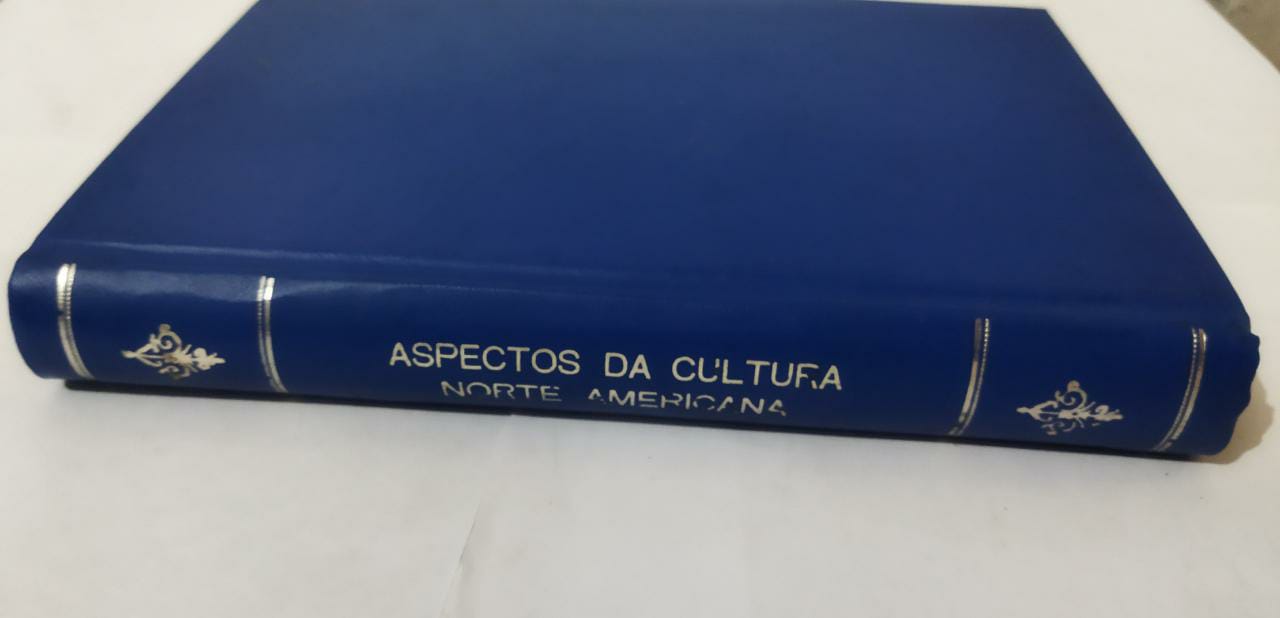 ASPECTOS DA CULTURA
NORTE AMERICANA